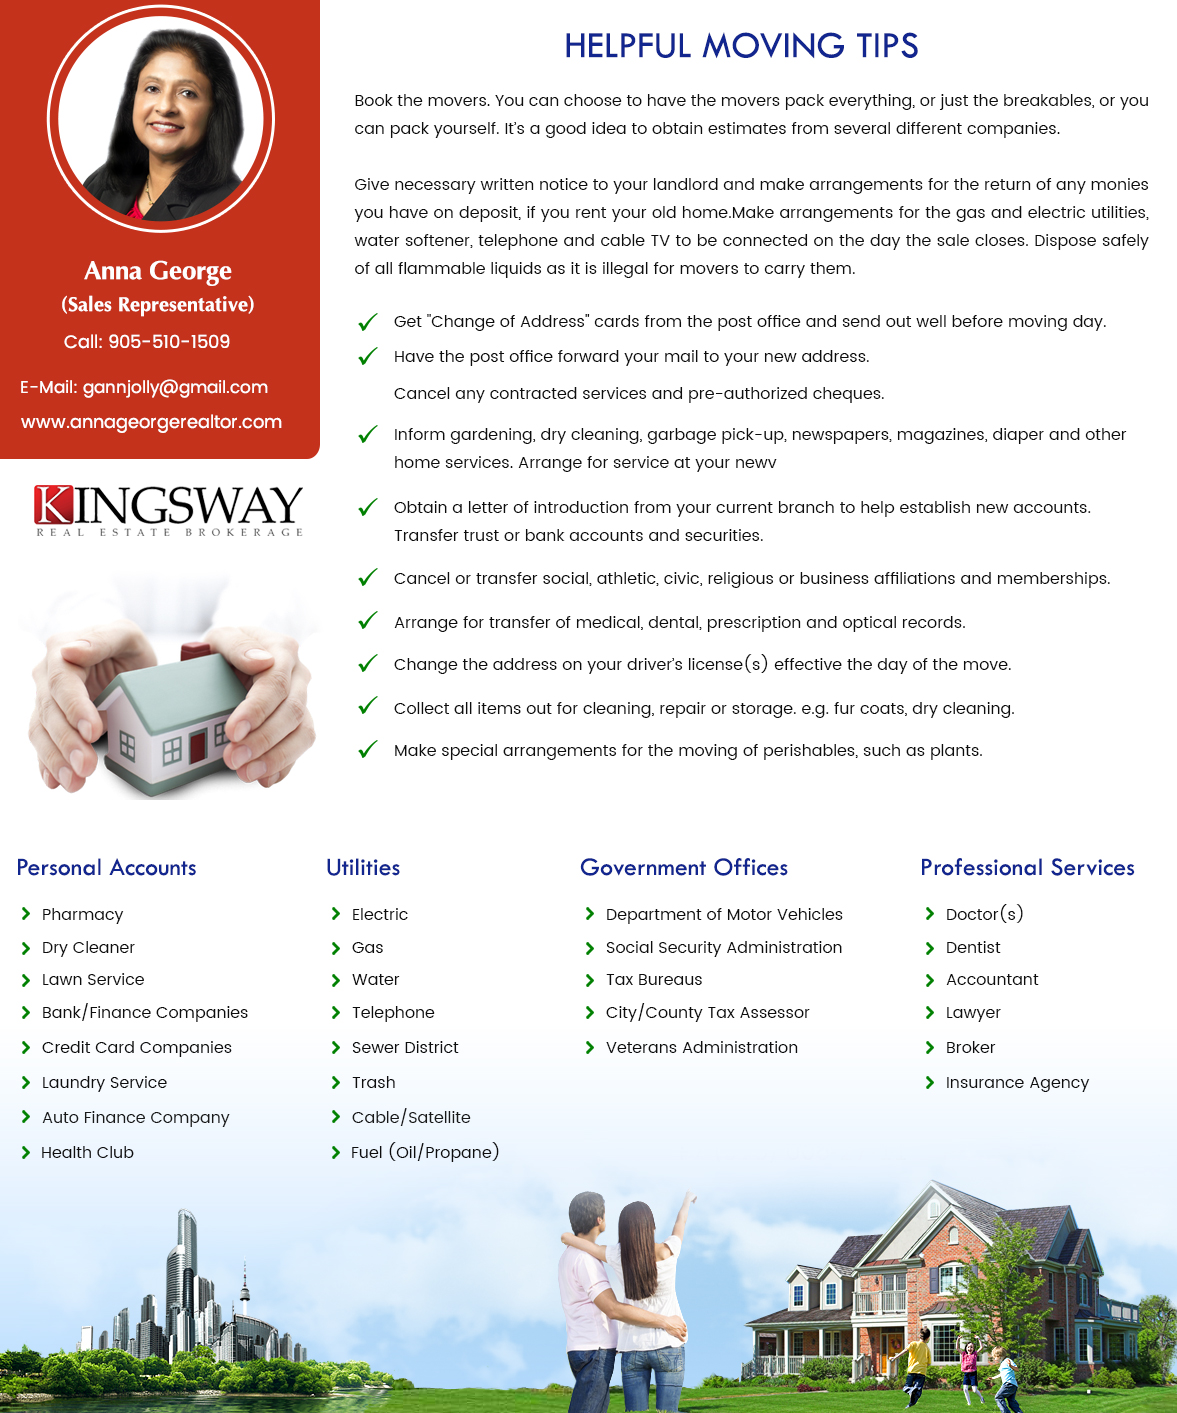 Anna George
(Sales Representative)
Call: 905-510-1509
E-Mail: gannjolly@gmail.com
www.annageorgerealtor.com
KINGSWAY
REAL ESTATE BROKERAGE
HELPFUL MOVING TIPS
Book the movers. You can choose to have the movers pack everything, or just the breakables, or you
can pack yourself. It's a good idea to obtain estimates from several different companies.
Give necessary written notice to your landlord and make arrangements for the return of any monies
you have on deposit, if you rent your old home.Make arrangements for the gas and electric utilities,
water softener, telephone and cable TV to be connected on the day the sale closes. Dispose safely
of all flammable liquids as it is illegal for movers to carry them.
Get "Change of Address" cards from the post office and send out well before moving day.
Have the post office forward your mail to your new address.
Cancel any contracted services and pre-authorized cheques.
Inform gardening, dry cleaning, garbage pick-up, newspapers, magazines, diaper and other
home services. Arrange for service at your newv
Obtain a letter of introduction from your current branch to help establish new accounts.
Transfer trust or bank accounts and securities.
Cancel or transfer social, athletic, civic, religious or business affiliations and memberships.
Arrange for transfer of medical, dental, prescription and optical records.
Change the address on your driver's license(s) effective the day of the move.
Collect all items out for cleaning, repair or storage. e.g. fur coats, dry cleaning.
Make special arrangements for the moving of perishables, such as plants.
Personal Accounts
Pharmacy
Dry Cleaner
Lawn Service
Bank/Finance Companies
Credit Card Companies
Laundry Service
Auto Finance Company
Health Club
Utilities
Electric
Gas
Water
Telephone
Sewer District
Trash
Cable/Satellite
Fuel (Oil/Propane)
Government Offices
Department of Motor Vehicles
Social Security Administration
Tax Bureaus
City/County Tax Assessor
Veterans Administration
Professional Services
Doctor(s)
Dentist
Accountant
Lawyer
Broker
Insurance Agency